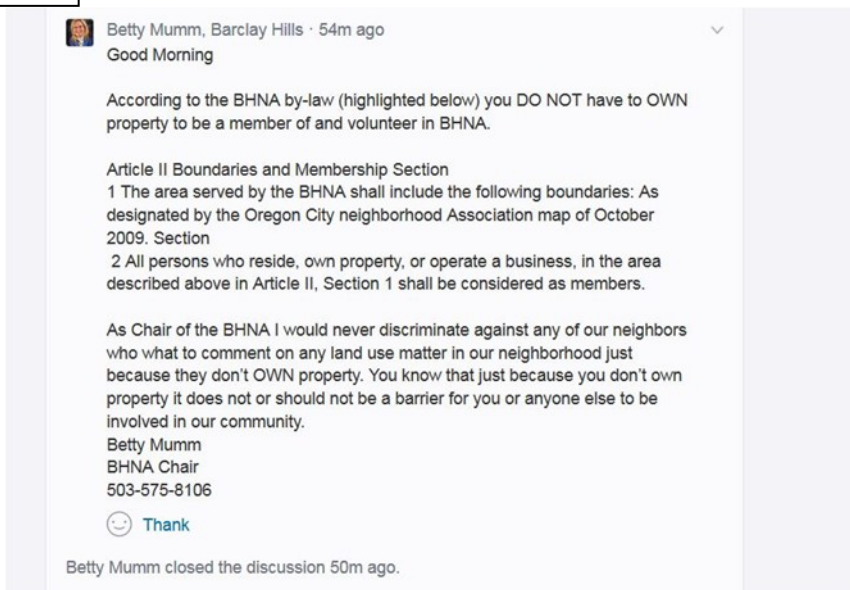 Betty Mumm, Barclay Hills · 54m ago
Good Morning
According to the BHNA by-law (highlighted below) you DO NOT have to OWN
property to be a member of and volunteer in BHNA.
Article II Boundaries and Membership Section
1 The area served by the BHNA shall include the following boundaries: As
designated by the Oregon City neighborhood Association map of October
2009. Section
2 All persons who reside, own property, or operate a business, in the area
described above in Article II, Section 1 shall be considered as members.
As Chair of the BHNA I would never discriminate against any of our neighbors
who what to comment on any land use matter in our neighborhood just
because they don't OWN property. You know that just because you don't own
property it does not or should not be a barrier for you or anyone else to be
involved in our community.
Betty Mumm
BHNA Chair
503-575-8106
Thank
Betty Mumm closed the discussion 50m ago.